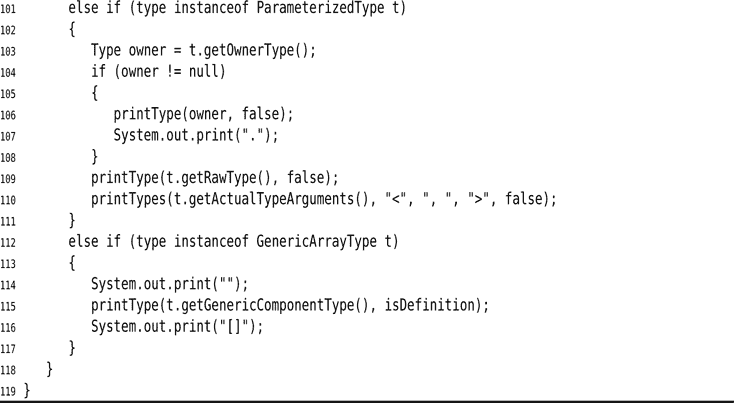 101       else if (type instanceof ParameterizedType t)
102       {
103          Type owner = t.getOwnerType();
104          if (owner != null)
105          {
106             printType(owner, false);
107             System.out.print(".");
108          }
109          printType(t.getRawType(), false);
110          printTypes(t.getActualTypeArguments(), "<", ", ", ">", false);
111       }
112       else if (type instanceof GenericArrayType t)
113       {
114          System.out.print("");
115          printType(t.getGenericComponentType(), isDefinition);
116          System.out.print("[]");
117       }
118    }
119 }